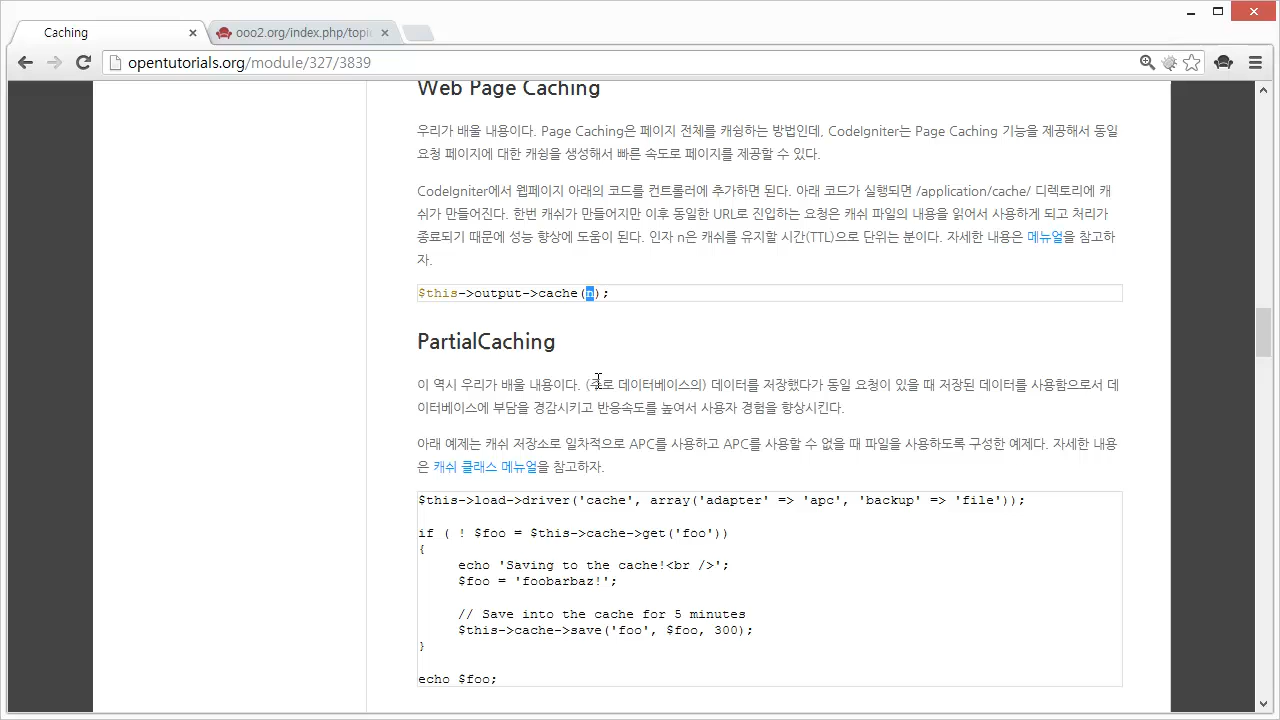 Caching
ooo2.org/index.php/topi
opentutorials.org/module/327/3839
Web Page Caching
우리가 배울 내용이다. Page Caching은 페이지 전체를 캐슁하는 방법인데, CodeIgniter는 Page Caching 기능을 제공해서 동일
요청 페이지에 대한 캐슁을 생성해서 빠른 속도로 페이지를 제공할 수 있다.
CodeIgniter에서 웹페이지 아래의 코드를 컨트롤러에 추가하면 된다. 아래 코드가 실행되면 /application/cache/ 디렉토리에 캐
쉬가 만들어진다. 한번 캐쉬가 만들어지만 이후 동일한 URL로 진입하는 요청은 캐쉬 파일의 내용을 읽어서 사용하게 되고 처리가
종료되기 때문에 성능 향상에 도움이 된다. 인자 n은 캐쉬를 유지할 시간(TTL)으로 단위는 분이다. 자세한 내용은 메뉴얼을 참고하
자.
$this->output->cache(n);
PartialCaching
이 역시 우리가 배울 내용이다. (주로 데이터베이스의) 데이터를 저장했다가 동일 요청이 있을 때 저장된 데이터를 사용함으로서 데
이터베이스에 부담을 경감시키고 반응속도를 높여서 사용자 경험을 향상시킨다.
아래 예제는 캐쉬 저장소로 일차적으로 APC를 사용하고 APC를 사용할 수 없을 때 파일을 사용하도록 구성한 예제다. 자세한 내용
은 캐쉬 클래스 메뉴얼을 참고하자.
$this->load->driver('cache', array('adapter' => 'apc', 'backup' => 'file'));
if ( ! $foo = $this->cache->get('foo'))
{
echo 'Saving to the cache!<br />';
$foo = 'foobarbaz!';
// Save into the cache for 5 minutes
$this->cache->save('foo', $foo, 300);
}
echo $foo;